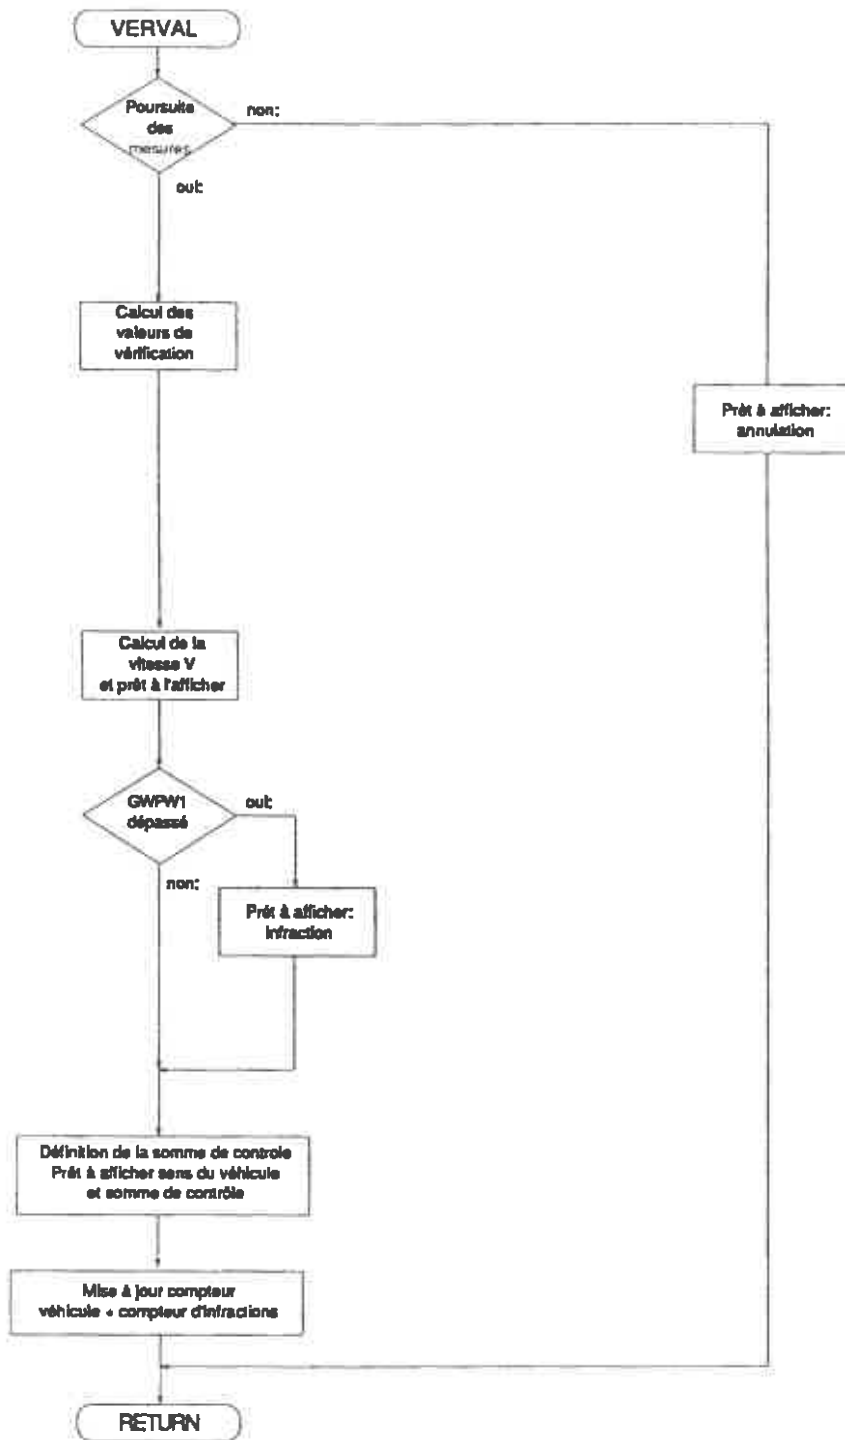 VERVAL
Poursuite
des
mesures
non:
oui:
Calcul des
valeurs de
vérification
Prêt à afficher:
annulation
Calcul de la
vitesse V
et prêt à l'afficher
GWPW1
dépassé
oui:
non:
Prêt à afficher:
infraction
Définition de la somme de controle
Prêt à afficher sens du véhicule
et somme de contrôle
Mise à jour compteur
véhicule + compteur d'infractions
RETURN